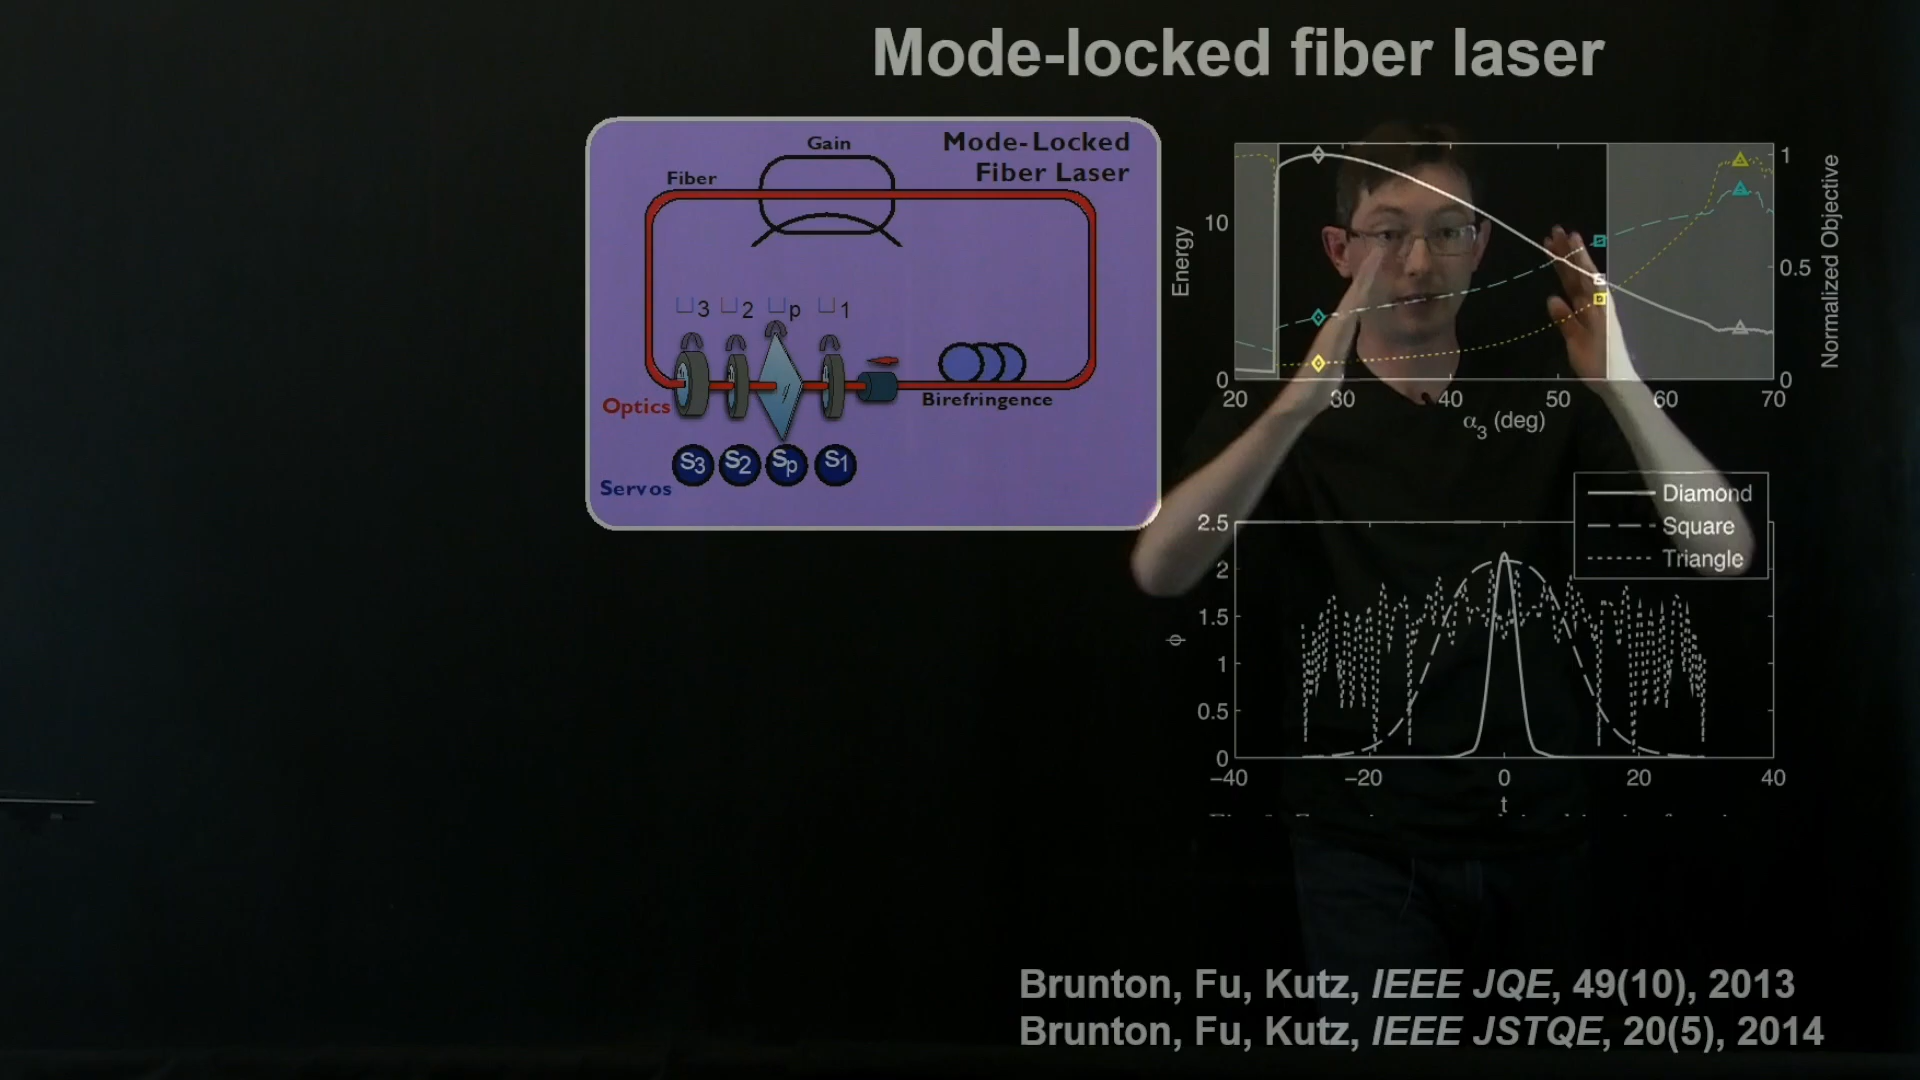 Mode-locked fiber laser
Mode-Locked
Fiber Laser
Gain
Fiber
3 2 p 1
Optics
Birefringence
S3 S2 Sp S1
Servos
Energy
10
0
1
0.5
0
Normalized Objective
20 30 40 50 60 70
α3 (deg)
Diamond
Square
Triangle
2.5
2
1.5
1
0.5
0
ϕ
−40 −20 0 20 40
t
Brunton, Fu, Kutz, IEEE JQE, 49(10), 2013
Brunton, Fu, Kutz, IEEE JSTQE, 20(5), 2014